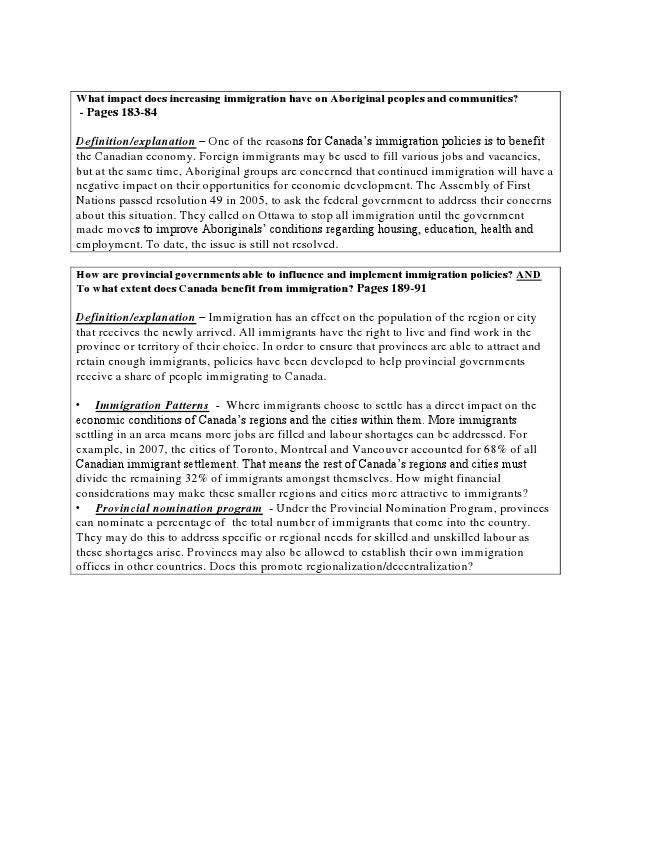 What impact does increasing immigration have on Aboriginal peoples and communities?
- Pages 183-84
Definition/explanation – One of the reasons for Canada's immigration policies is to benefit
the Canadian economy. Foreign immigrants may be used to fill various jobs and vacancies,
but at the same time, Aboriginal groups are concerned that continued immigration will have a
negative impact on their opportunities for economic development. The Assembly of First
Nations passed resolution 49 in 2005, to ask the federal government to address their concerns
about this situation. They called on Ottawa to stop all immigration until the government
made moves to improve Aboriginals' conditions regarding housing, education, health and
employment. To date, the issue is still not resolved.
How are provincial governments able to influence and implement immigration policies? AND
To what extent does Canada benefit from immigration? Pages 189-91
Definition/explanation – Immigration has an effect on the population of the region or city
that receives the newly arrived. All immigrants have the right to live and find work in the
province or territory of their choice. In order to ensure that provinces are able to attract and
retain enough immigrants, policies have been developed to help provincial governments
receive a share of people immigrating to Canada.
• Immigration Patterns - Where immigrants choose to settle has a direct impact on the
economic conditions of Canada's regions and the cities within them. More immigrants
settling in an area means more jobs are filled and labour shortages can be addressed. For
example, in 2007, the cities of Toronto, Montreal and Vancouver accounted for 68% of all
Canadian immigrant settlement. That means the rest of Canada's regions and cities must
divide the remaining 32% of immigrants amongst themselves. How might financial
considerations may make these smaller regions and cities more attractive to immigrants?
• Provincial nomination program - Under the Provincial Nomination Program, provinces
can nominate a percentage of the total number of immigrants that come into the country.
They may do this to address specific or regional needs for skilled and unskilled labour as
these shortages arise. Provinces may also be allowed to establish their own immigration
offices in other countries. Does this promote regionalization/decentralization?